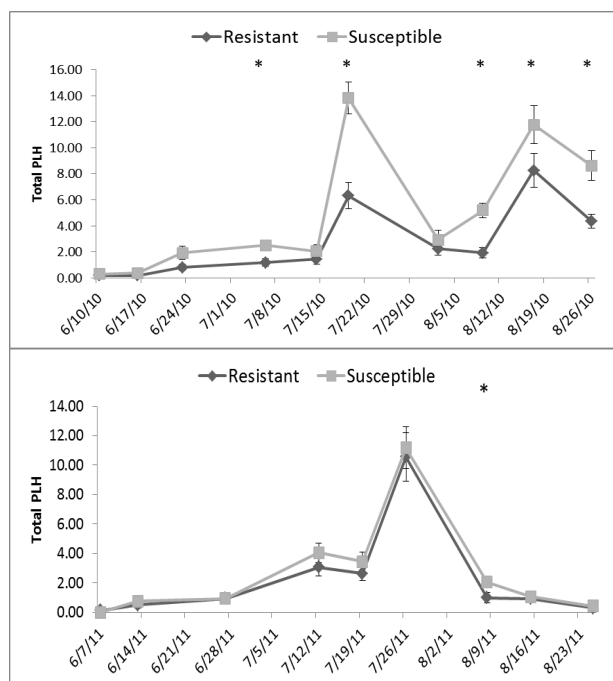 Resistant Susceptible
* * * * *
Total PLH
16.00
14.00
12.00
10.00
8.00
6.00
4.00
2.00
0.00
6/10/10 6/17/10 6/24/10 7/1/10 7/8/10 7/15/10 7/22/10 7/29/10 8/5/10 8/12/10 8/19/10 8/26/10
Resistant Susceptible
*
Total PLH
14.00
12.00
10.00
8.00
6.00
4.00
2.00
0.00
6/7/11 6/14/11 6/21/11 6/28/11 7/5/11 7/12/11 7/19/11 7/26/11 8/2/11 8/9/11 8/16/11 8/23/11